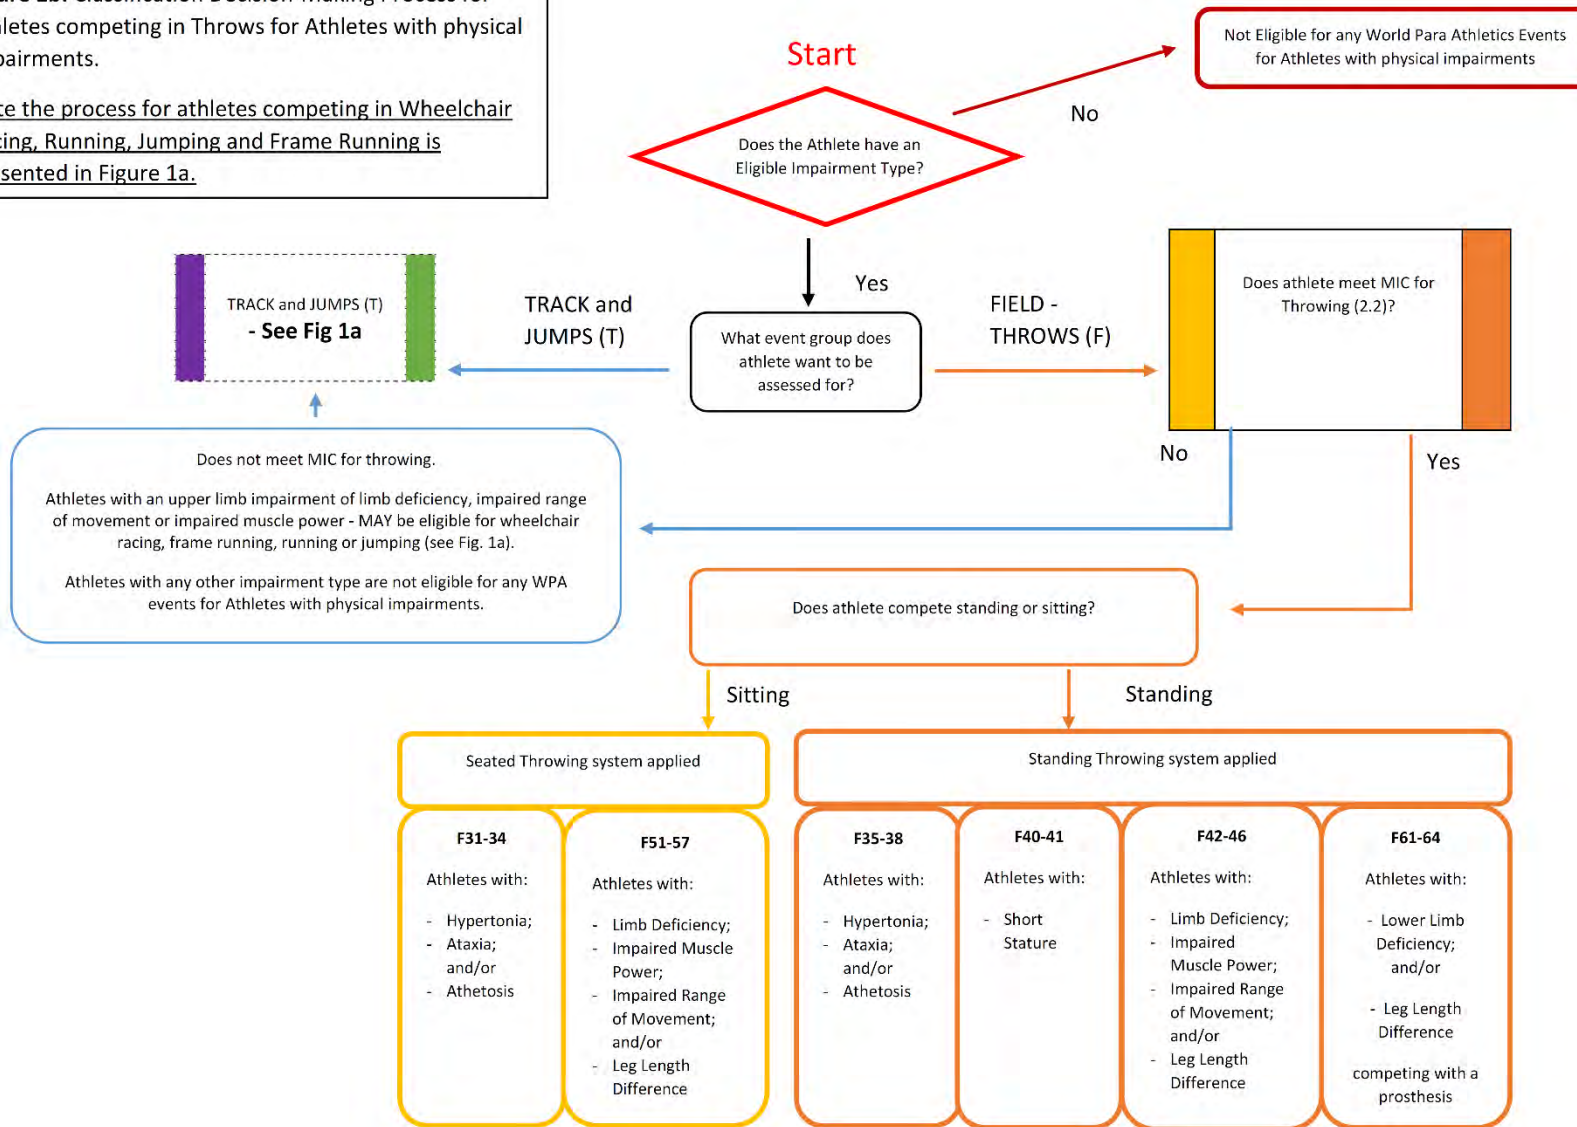 Classification Decision Making Process for
competing in Throws for Athletes with physical
the process for athletes competing in Wheelchair
Running, Jumping and Frame Running is
in Figure 1a.
Start
Does the Athlete have an
Eligible Impairment Type?
No
Not Eligible for any World Para Athletics Events
for Athletes with physical impairments
Yes
TRACK and JUMPS (T)
- See Fig 1a
TRACK and
JUMPS (T)
What event group does
athlete want to be
assessed for?
FIELD -
THROWS (F)
Does athlete meet MIC for
Throwing (2.2)?
No
Yes
Does not meet MIC for throwing.
Athletes with an upper limb impairment of limb deficiency, impaired range
of movement or impaired muscle power - MAY be eligible for wheelchair
racing, frame running, running or jumping (see Fig. 1a).
Athletes with any other impairment type are not eligible for any WPA
events for Athletes with physical impairments.
Does athlete compete standing or sitting?
Sitting
Standing
Seated Throwing system applied
Standing Throwing system applied
F31-34
Athletes with:
- Hypertonia;
- Ataxia;
and/or
- Athetosis
F51-57
Athletes with:
- Limb Deficiency;
- Impaired Muscle
Power;
- Impaired Range
of Movement;
and/or
- Leg Length
Difference
F35-38
Athletes with:
- Hypertonia;
- Ataxia;
and/or
- Athetosis
F40-41
Athletes with:
- Short
Stature
F42-46
Athletes with:
- Limb Deficiency;
- Impaired
Muscle Power;
- Impaired Range
of Movement;
and/or
- Leg Length
Difference
F61-64
Athletes with:
- Lower Limb
Deficiency;
and/or
- Leg Length
Difference
competing with a
prosthesis